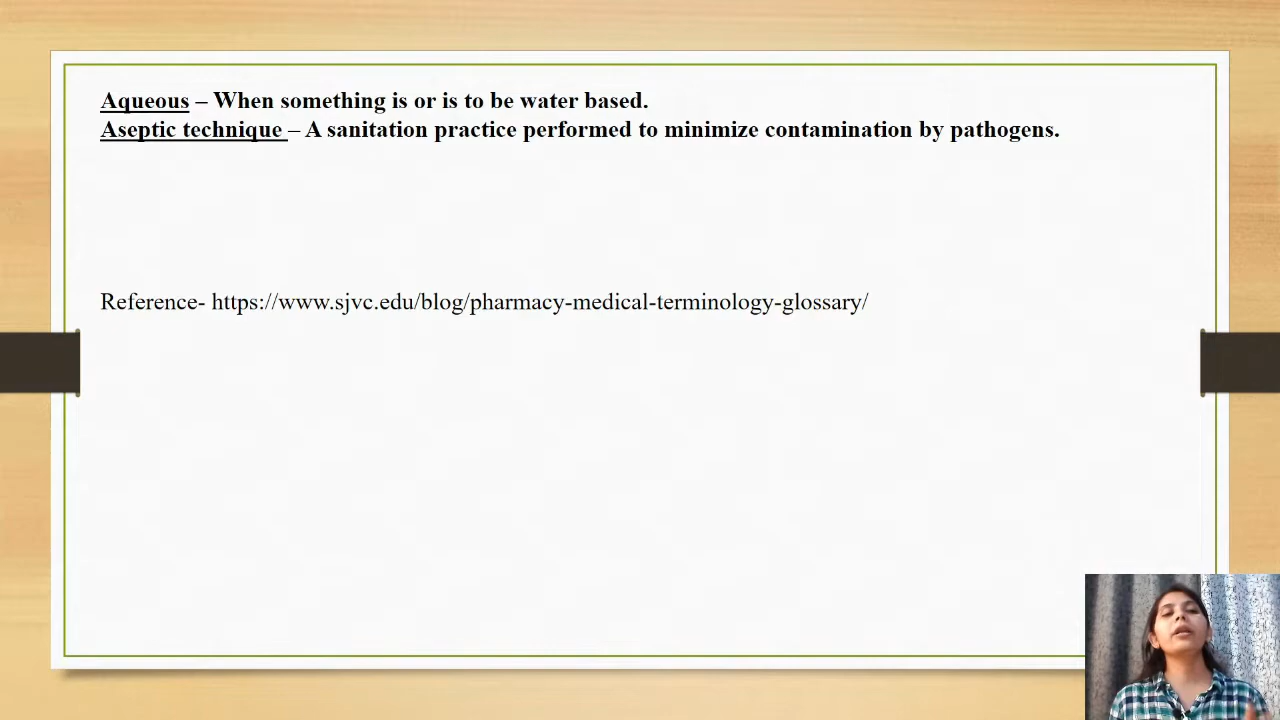 Aqueous – When something is or is to be water based.
Aseptic technique – A sanitation practice performed to minimize contamination by pathogens.
Reference- https://www.sjvc.edu/blog/pharmacy-medical-terminology-glossary/